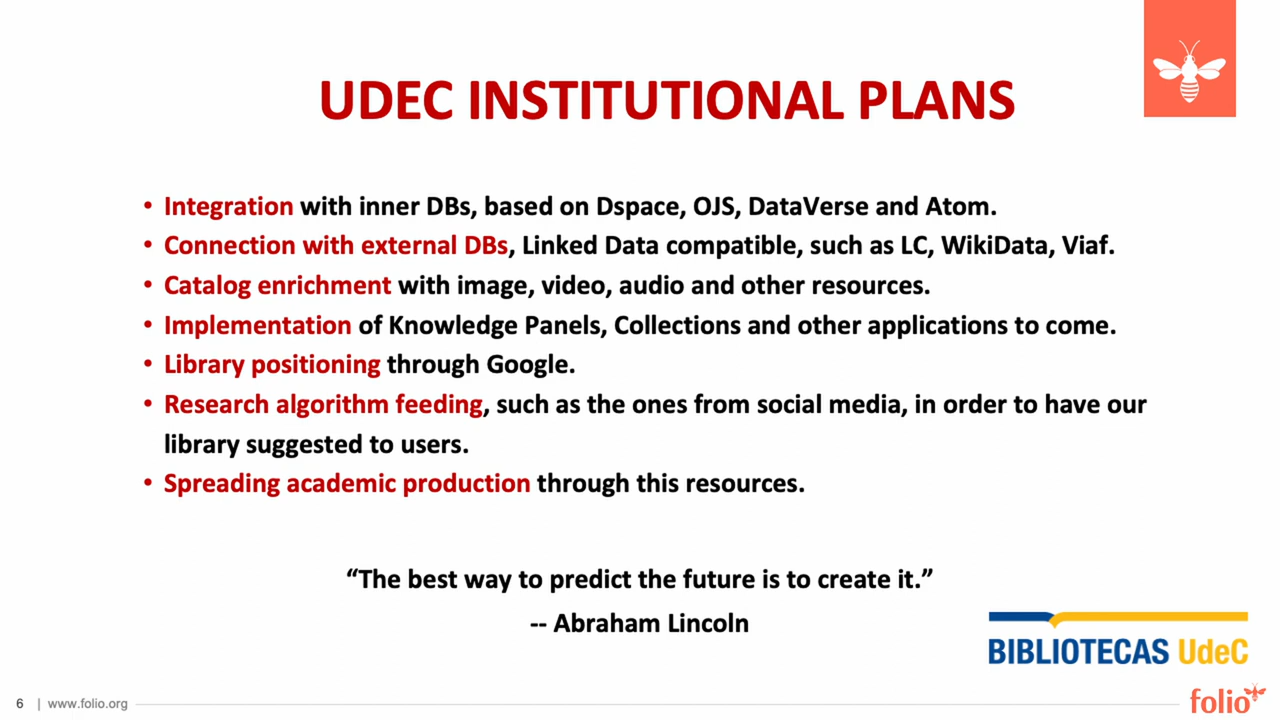 UDEC INSTITUTIONAL PLANS
• Integration with inner DBs, based on Dspace, OJS, DataVerse and Atom.
• Connection with external DBs, Linked Data compatible, such as LC, WikiData, Viaf.
• Catalog enrichment with image, video, audio and other resources.
• Implementation of Knowledge Panels, Collections and other applications to come.
• Library positioning through Google.
• Research algorithm feeding, such as the ones from social media, in order to have our
library suggested to users.
• Spreading academic production through this resources.
“The best way to predict the future is to create it.”
-- Abraham Lincoln
BIBLIOTECAS UdeC
6 | www.folio.org
folio